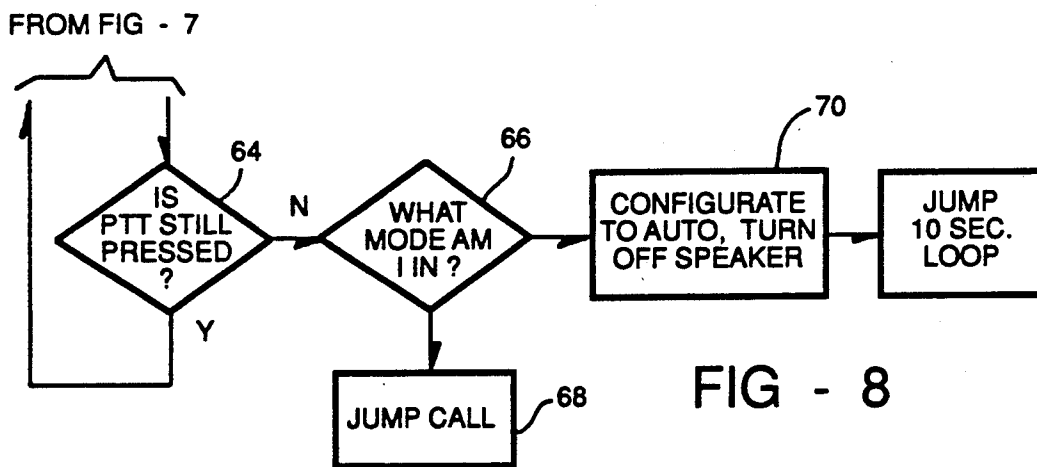 FROM FIG - 7
64
IS
PTT STILL
PRESSED
?
N
Y
66
WHAT
MODE AM
I IN ?
70
CONFIGURATE
TO AUTO, TURN
OFF SPEAKER
JUMP
10 SEC.
LOOP
JUMP CALL
68
FIG - 8